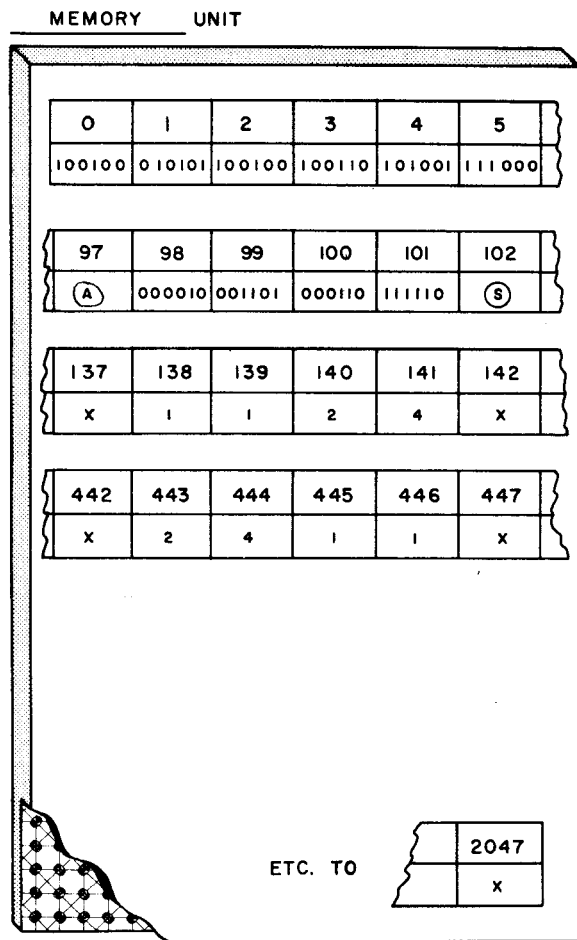 MEMORY UNIT
0 1 2 3 4 5
100100 010101 100100 100110 101001 111000
97 98 99 100 101 102
A 000010 001101 000110 111110 S
137 138 139 140 141 142
X 1 1 2 4 X
442 443 444 445 446 447
X 2 4 1 1 X
2047
ETC. TO
X